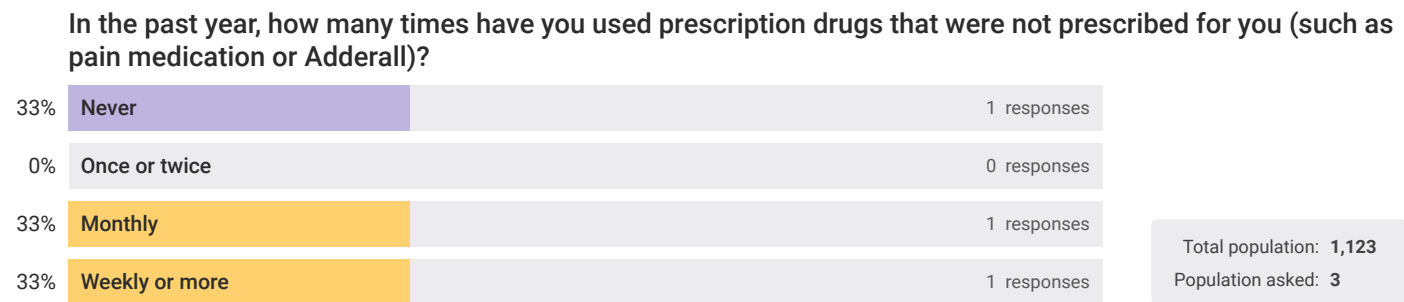 In the past year, how many times have you used prescription drugs that were not prescribed for you (such as
pain medication or Adderall)?
33% Never 1 responses
0% Once or twice 0 responses
33% Monthly 1 responses
33% Weekly or more 1 responses
Total population: 1,123
Population asked: 3